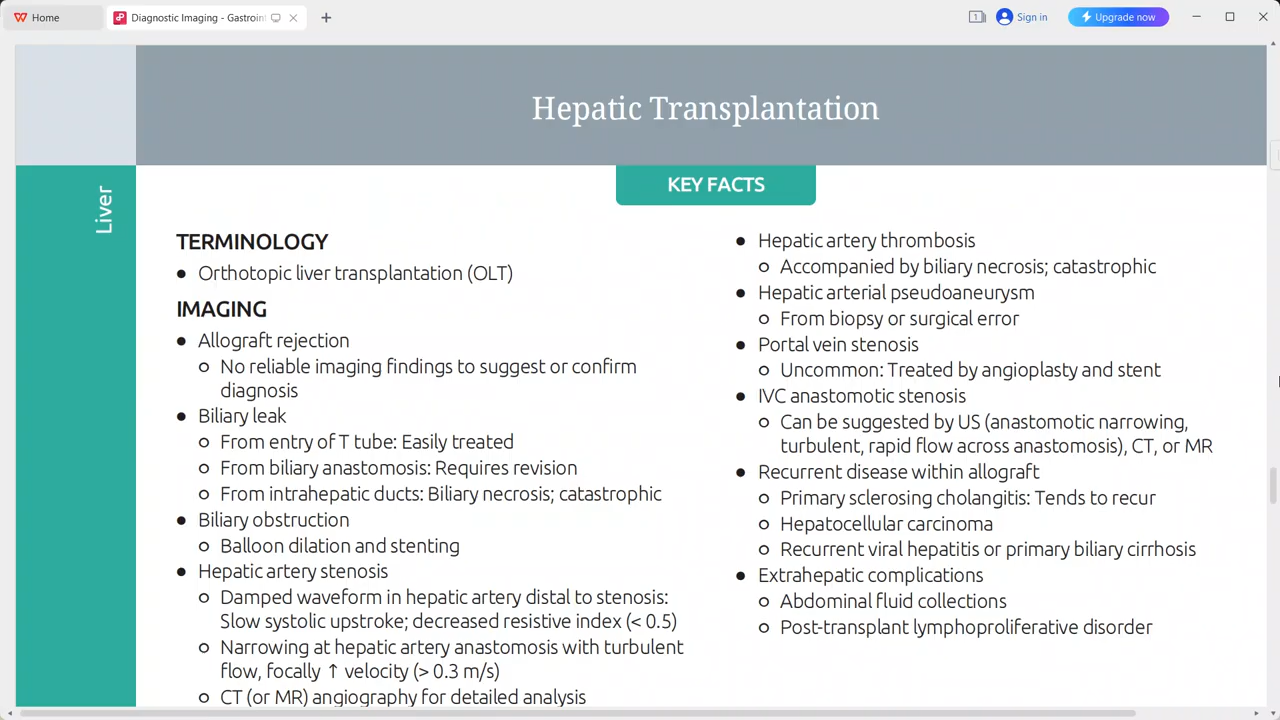 Home
Diagnostic Imaging - Gastroint
1
Sign in
Upgrade now
Hepatic Transplantation
Liver
KEY FACTS
TERMINOLOGY
● Orthotopic liver transplantation (OLT)
IMAGING
● Allograft rejection
○ No reliable imaging findings to suggest or confirm
diagnosis
● Biliary leak
○ From entry of T tube: Easily treated
○ From biliary anastomosis: Requires revision
○ From intrahepatic ducts: Biliary necrosis; catastrophic
● Biliary obstruction
○ Balloon dilation and stenting
● Hepatic artery stenosis
○ Damped waveform in hepatic artery distal to stenosis:
Slow systolic upstroke; decreased resistive index (< 0.5)
○ Narrowing at hepatic artery anastomosis with turbulent
flow, focally ↑ velocity (> 0.3 m/s)
○ CT (or MR) angiography for detailed analysis
● Hepatic artery thrombosis
○ Accompanied by biliary necrosis; catastrophic
● Hepatic arterial pseudoaneurysm
○ From biopsy or surgical error
● Portal vein stenosis
○ Uncommon: Treated by angioplasty and stent
● IVC anastomotic stenosis
○ Can be suggested by US (anastomotic narrowing,
turbulent, rapid flow across anastomosis), CT, or MR
● Recurrent disease within allograft
○ Primary sclerosing cholangitis: Tends to recur
○ Hepatocellular carcinoma
○ Recurrent viral hepatitis or primary biliary cirrhosis
● Extrahepatic complications
○ Abdominal fluid collections
○ Post-transplant lymphoproliferative disorder